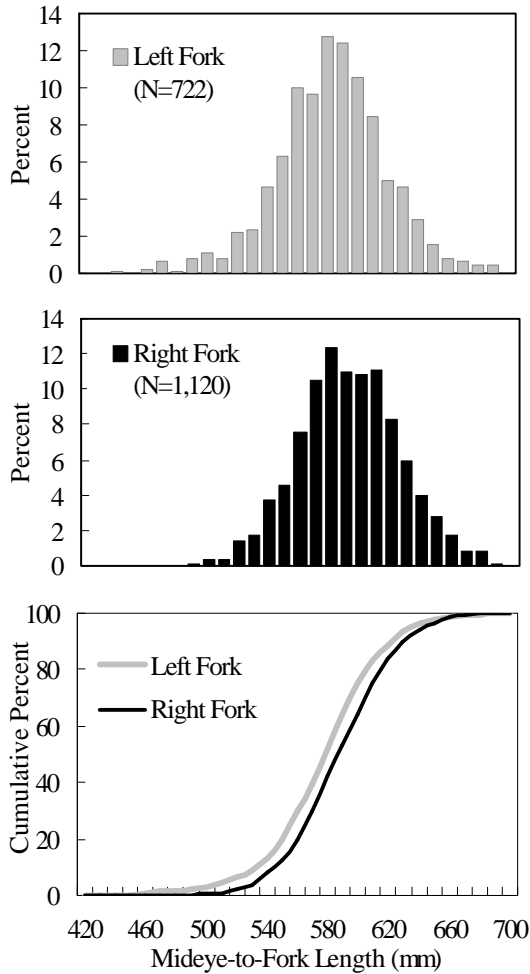 14
12
10
8
6
4
2
0
Percent
Left Fork
(N=722)
14
12
10
8
6
4
2
0
Percent
Right Fork
(N=1,120)
100
80
60
40
20
0
Cumulative Percent
Left Fork
Right Fork
420 460 500 540 580 620 660 700
Mideye-to-Fork Length (mm)